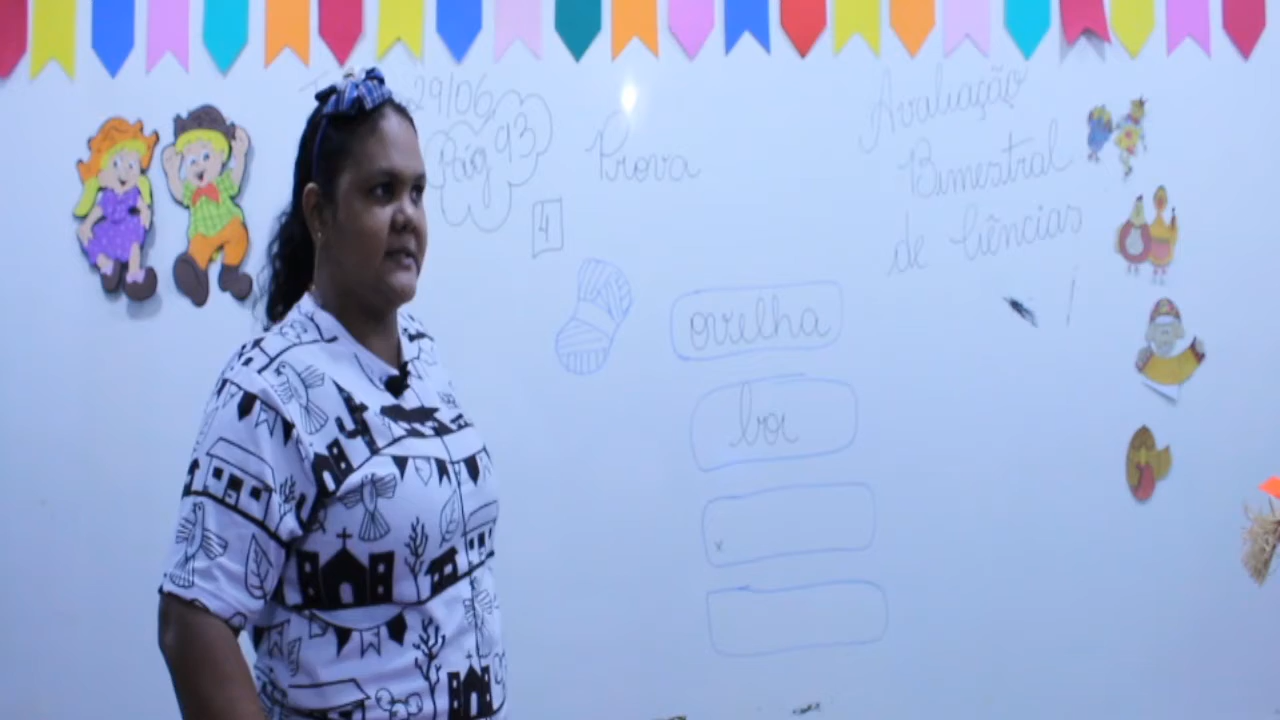 29/06
Pág 93
Prova
Avaliação
Bimestral
de Ciências
4
ovelha
boi
x